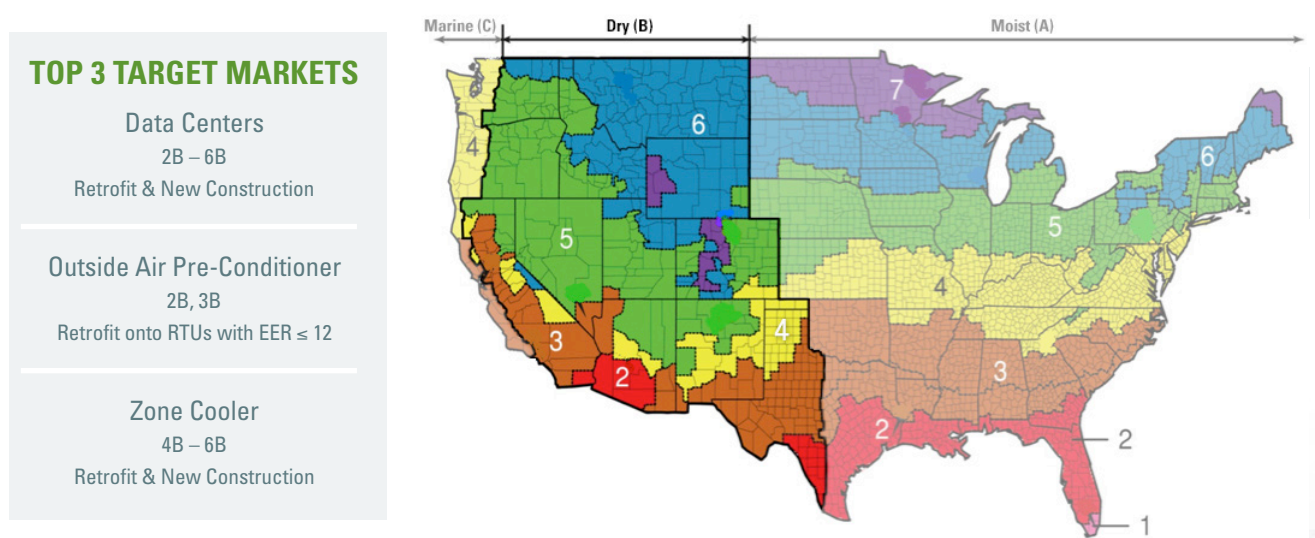 TOP 3 TARGET MARKETS
Data Centers
2B – 6B
Retrofit & New Construction
Outside Air Pre-Conditioner
2B, 3B
Retrofit onto RTUs with EER ≤ 12
Zone Cooler
4B – 6B
Retrofit & New Construction
Marine (C) Dry (B) Moist (A)
7
6
4
6
5
5
4
4
3
3
2
2
2
1